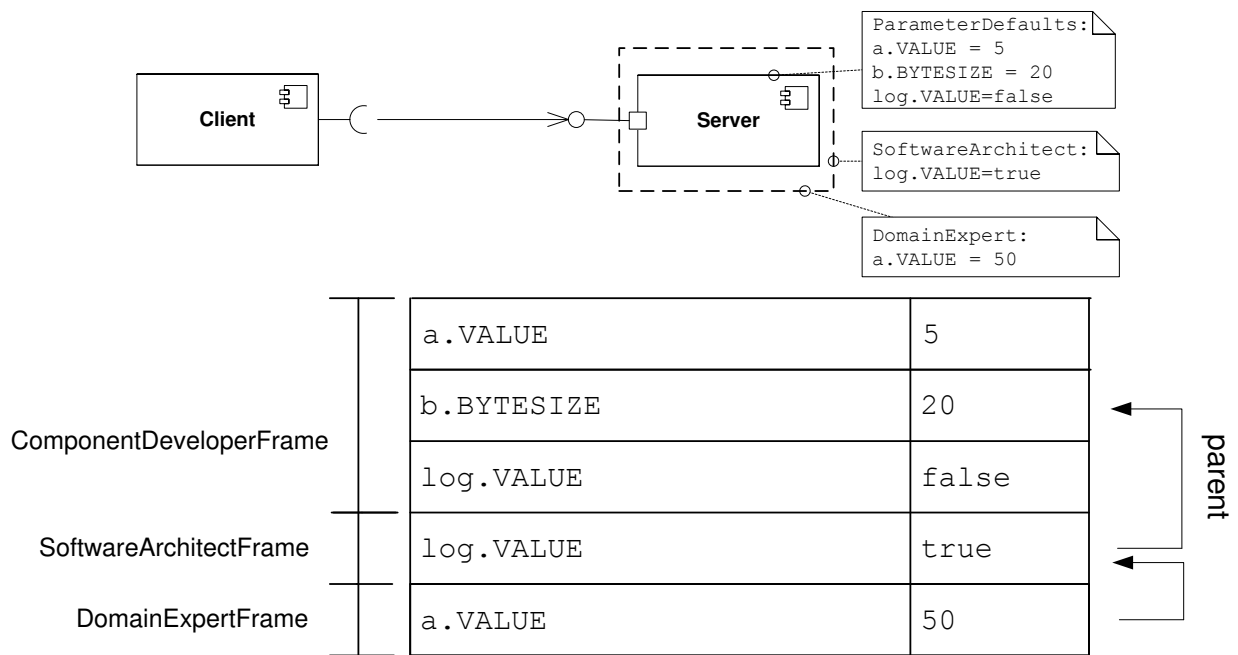 ParameterDefaults:
a.VALUE = 5
b.BYTESIZE = 20
log.VALUE=false
Client
Server
SoftwareArchitect:
log.VALUE=true
DomainExpert:
a.VALUE = 50
a.VALUE 5
b.BYTESIZE 20
ComponentDeveloperFrame
log.VALUE false
parent
SoftwareArchitectFrame log.VALUE true
DomainExpertFrame a.VALUE 50